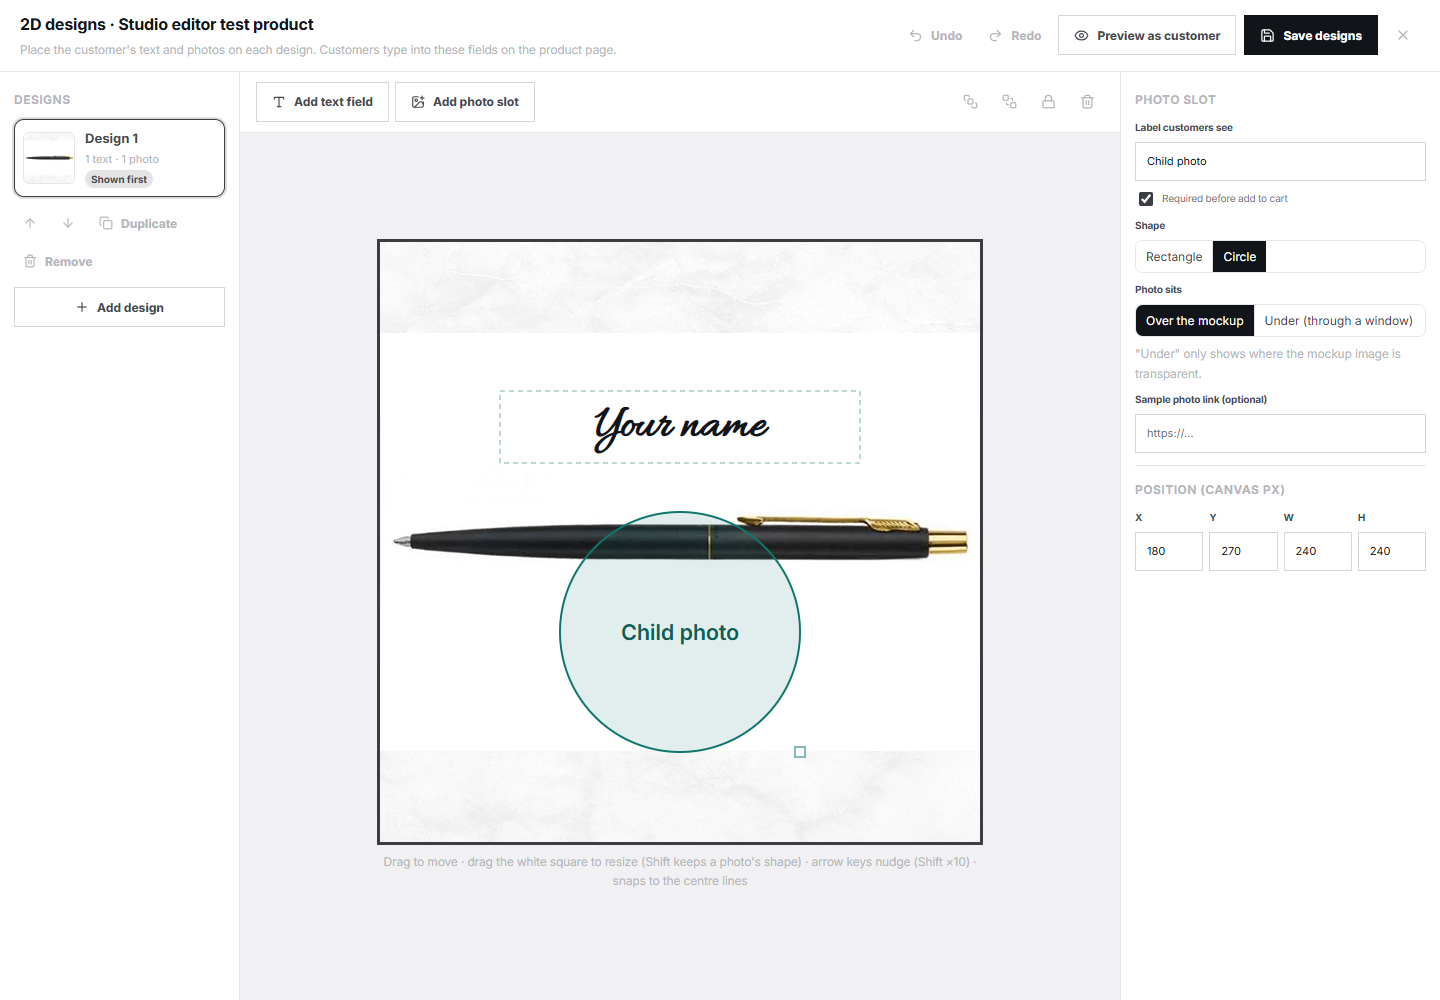 2D designs · Studio editor test product
Place the customer's text and photos on each design. Customers type into these fields on the product page.
Undo
Redo
Preview as customer
Save designs
DESIGNS
Design 1
1 text · 1 photo
Shown first
Duplicate
Remove
Add design
Add text field
Add photo slot
Your name
Child photo
Drag to move · drag the white square to resize (Shift keeps a photo's shape) · arrow keys nudge (Shift ×10) ·
snaps to the centre lines
PHOTO SLOT
Label customers see
Child photo
Required before add to cart
Shape
Rectangle
Circle
Photo sits
Over the mockup
Under (through a window)
"Under" only shows where the mockup image is
transparent.
Sample photo link (optional)
https://...
POSITION (CANVAS PX)
X Y W H
180 270 240 240